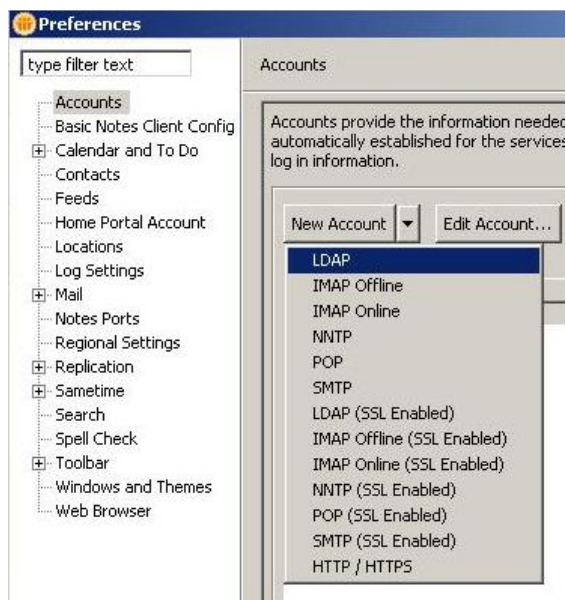 Preferences
type filter text
Accounts
Basic Notes Client Config
Calendar and To Do
Contacts
Feeds
Home Portal Account
Locations
Log Settings
Mail
Notes Ports
Regional Settings
Replication
Sametime
Search
Spell Check
Toolbar
Windows and Themes
Web Browser
Accounts
Accounts provide the information needed
automatically established for the services
log in information.
New Account
Edit Account...
LDAP
IMAP Offline
IMAP Online
NNTP
POP
SMTP
LDAP (SSL Enabled)
IMAP Offline (SSL Enabled)
IMAP Online (SSL Enabled)
NNTP (SSL Enabled)
POP (SSL Enabled)
SMTP (SSL Enabled)
HTTP / HTTPS